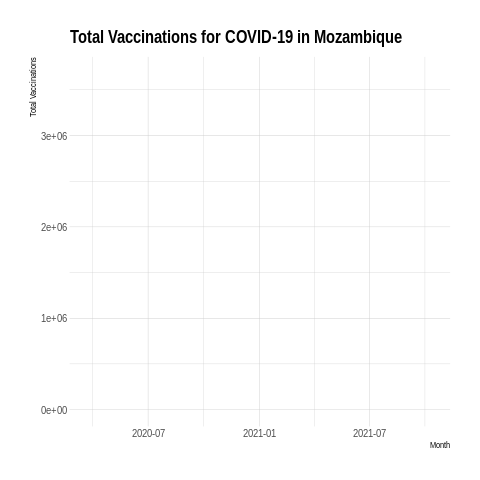 Total Vaccinations for COVID-19 in Mozambique
Total Vaccinations
3e+06
2e+06
1e+06
0e+00
2020-07 2021-01 2021-07
Month